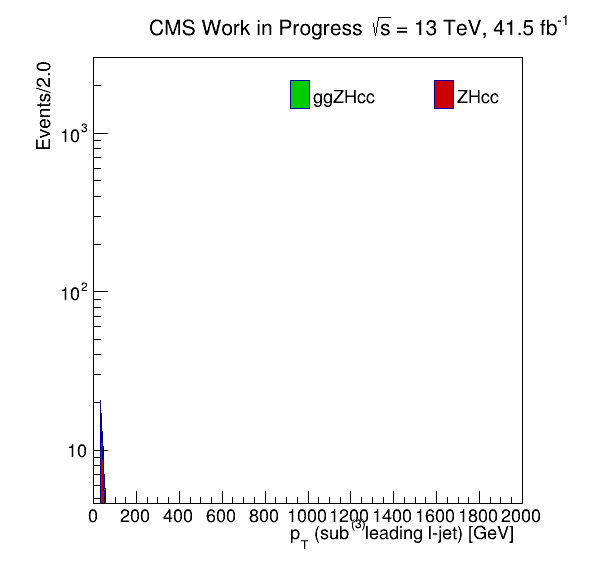 CMS Work in Progress √s = 13 TeV, 41.5 fb⁻¹
Events/2.0
ggZHcc ZHcc
10³
10²
10
0 200 400 600 800 1000 1200 1400 1600 1800 2000
p_T (sub⁽³⁾leading l-jet) [GeV]